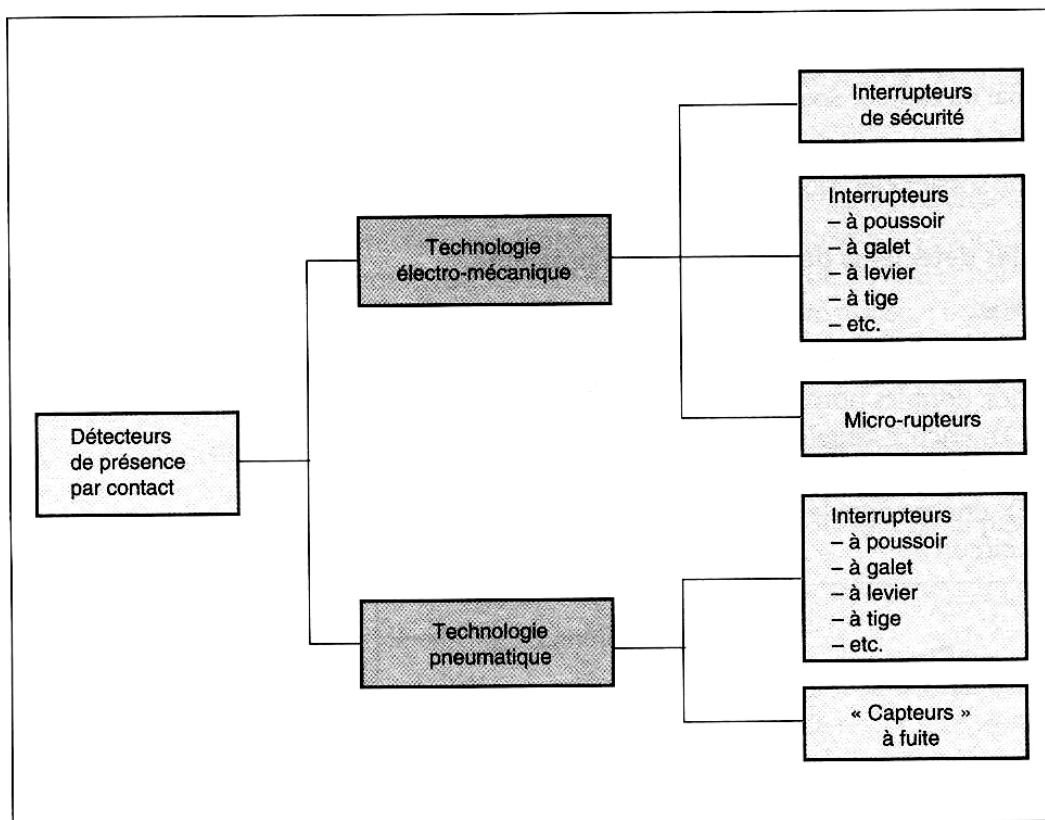 Détecteurs
de présence
par contact
Technologie
électro-mécanique
Interrupteurs
de sécurité
Interrupteurs
– à poussoir
– à galet
– à levier
– à tige
– etc.
Micro-rupteurs
Technologie
pneumatique
Interrupteurs
– à poussoir
– à galet
– à levier
– à tige
– etc.
« Capteurs »
à fuite